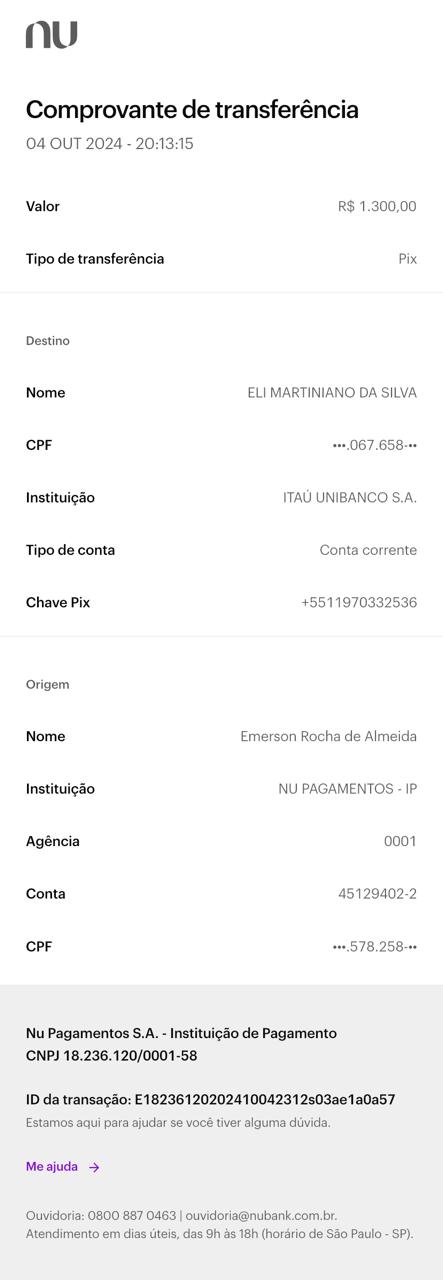 nu
Comprovante de transferência
04 OUT 2024 - 20:13:15
Valor R$ 1.300,00
Tipo de transferência Pix
Destino
Nome ELI MARTINIANO DA SILVA
CPF •••.067.658-••
Instituição ITAÚ UNIBANCO S.A.
Tipo de conta Conta corrente
Chave Pix +5511970332536
Origem
Nome Emerson Rocha de Almeida
Instituição NU PAGAMENTOS - IP
Agência 0001
Conta 45129402-2
CPF •••.578.258-••
Nu Pagamentos S.A. - Instituição de Pagamento
CNPJ 18.236.120/0001-58
ID da transação: E18236120202410042312s03ae1a0a57
Estamos aqui para ajudar se você tiver alguma dúvida.
Me ajuda →
Ouvidoria: 0800 887 0463 | ouvidoria@nubank.com.br.
Atendimento em dias úteis, das 9h às 18h (horário de São Paulo - SP).